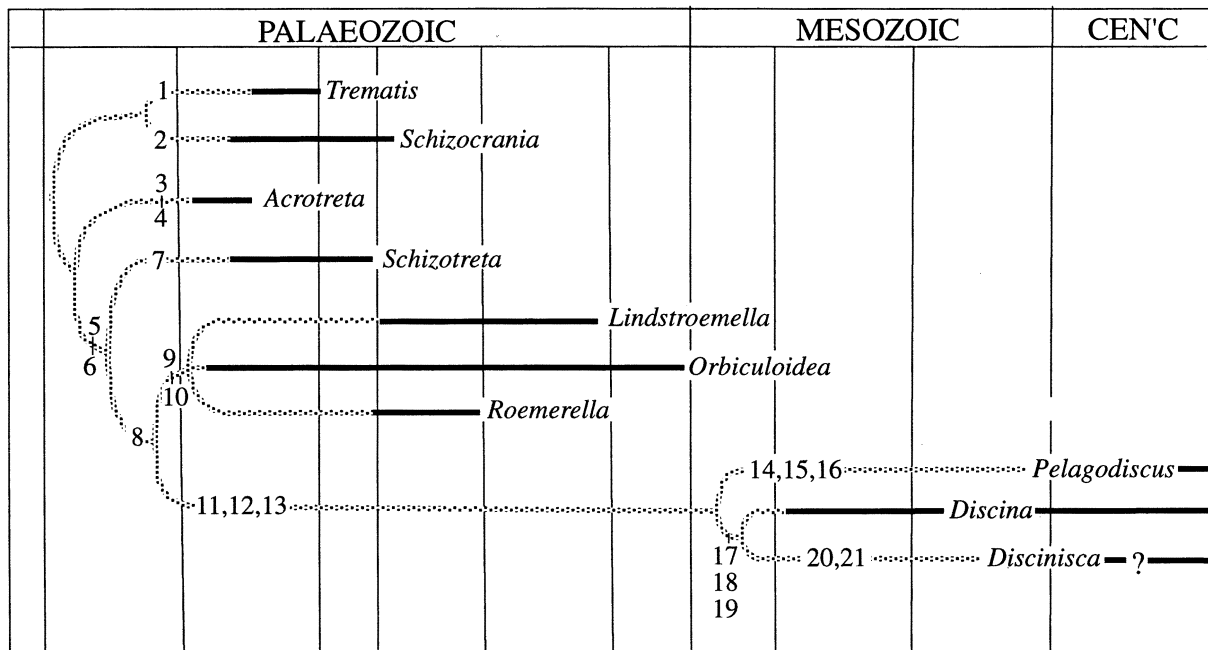 PALAEOZOIC MESOZOIC CEN'C
1 Trematis
2 Schizocrania
3
Acrotreta
4
7 Schizotreta
5
6
Lindstroemella
9
Orbiculoidea
10
Roemerella
8
14,15,16 Pelagodiscus
11,12,13
Discina
17
20,21 Discinisca ?
18
19